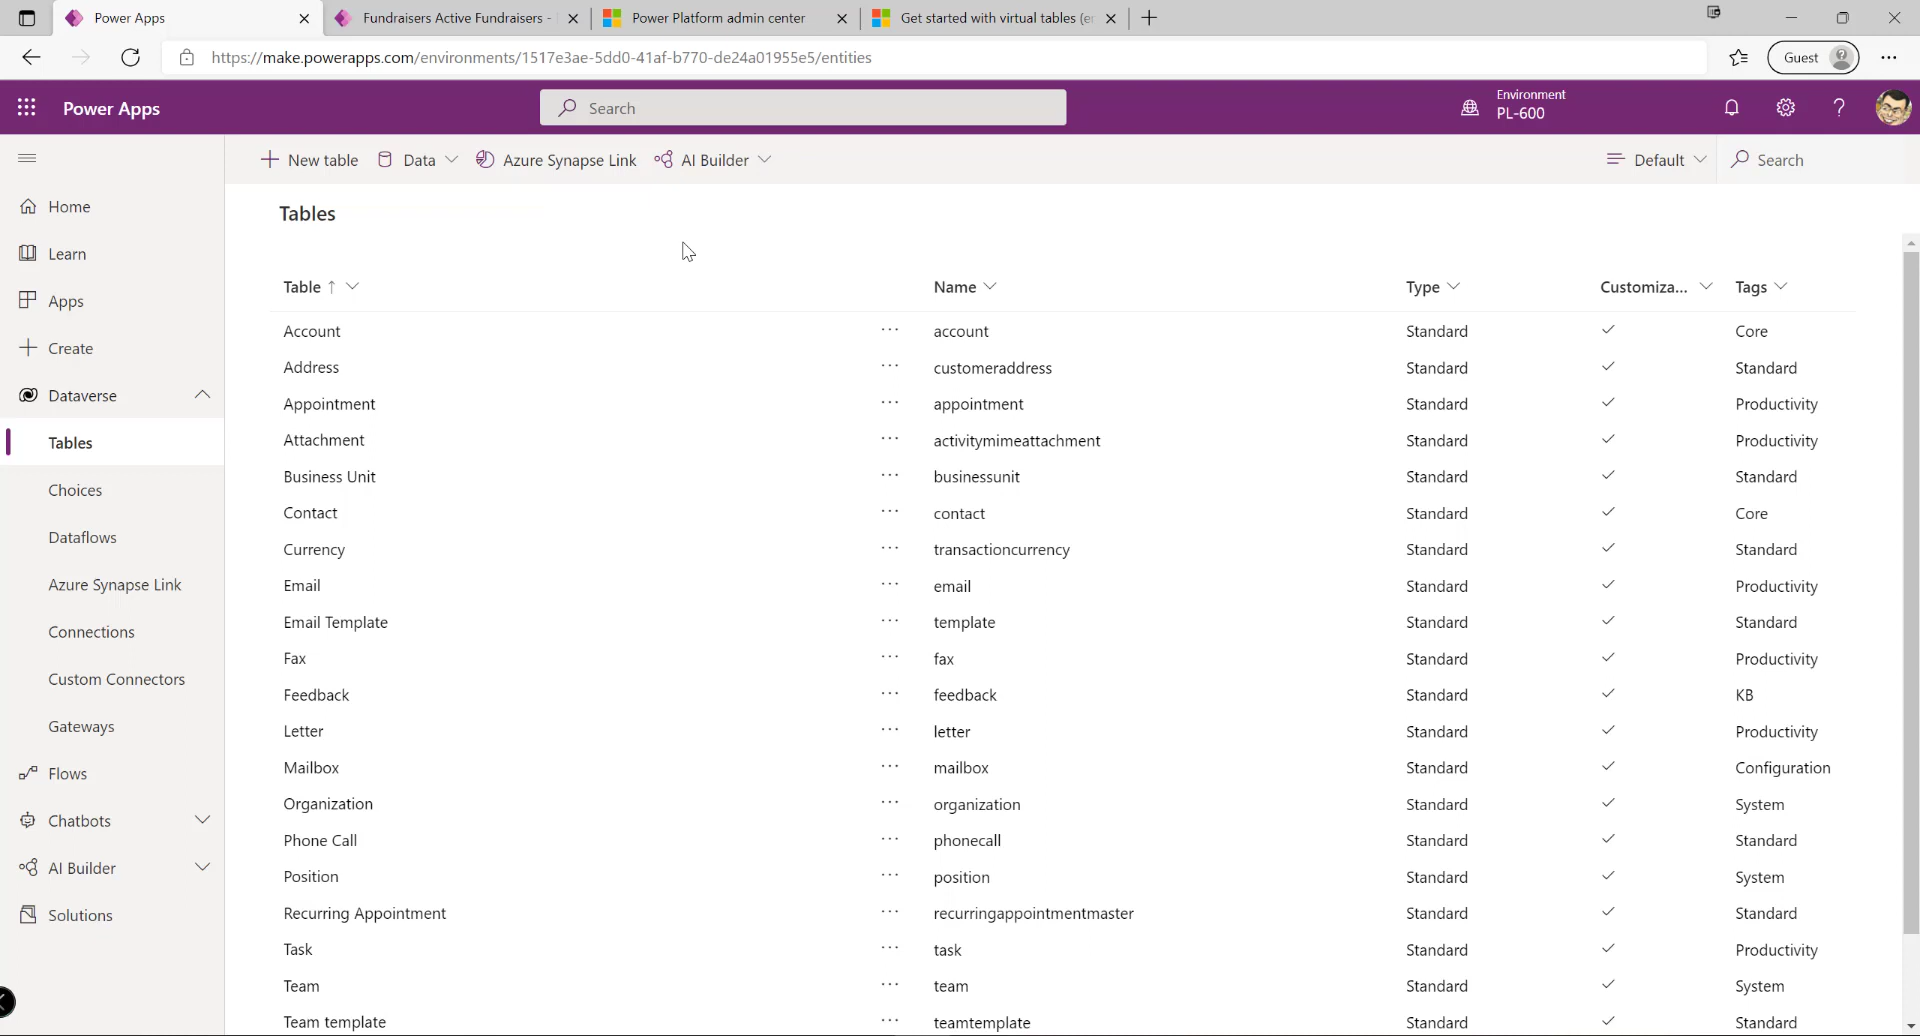 Power Apps
Fundraisers Active Fundraisers -
Power Platform admin center
Get started with virtual tables (e
https://make.powerapps.com/environments/1517e3ae-5dd0-41af-b770-de24a01955e5/entities
Guest
Power Apps
Search
Environment
PL-600
New table
Data
Azure Synapse Link
AI Builder
Default
Search
Home
Learn
Apps
Create
Dataverse
Tables
Choices
Dataflows
Azure Synapse Link
Connections
Custom Connectors
Gateways
Flows
Chatbots
AI Builder
Solutions
Tables
Table ↑ Name Type Customiza... Tags
Account ... account Standard ✓ Core
Address ... customeraddress Standard ✓ Standard
Appointment ... appointment Standard ✓ Productivity
Attachment ... activitymimeattachment Standard ✓ Productivity
Business Unit ... businessunit Standard ✓ Standard
Contact ... contact Standard ✓ Core
Currency ... transactioncurrency Standard ✓ Standard
Email ... email Standard ✓ Productivity
Email Template ... template Standard ✓ Standard
Fax ... fax Standard ✓ Productivity
Feedback ... feedback Standard ✓ KB
Letter ... letter Standard ✓ Productivity
Mailbox ... mailbox Standard ✓ Configuration
Organization ... organization Standard ✓ System
Phone Call ... phonecall Standard ✓ Standard
Position ... position Standard ✓ System
Recurring Appointment ... recurringappointmentmaster Standard ✓ Standard
Task ... task Standard ✓ Productivity
Team ... team Standard ✓ System
Team template ... teamtemplate Standard ✓ Standard